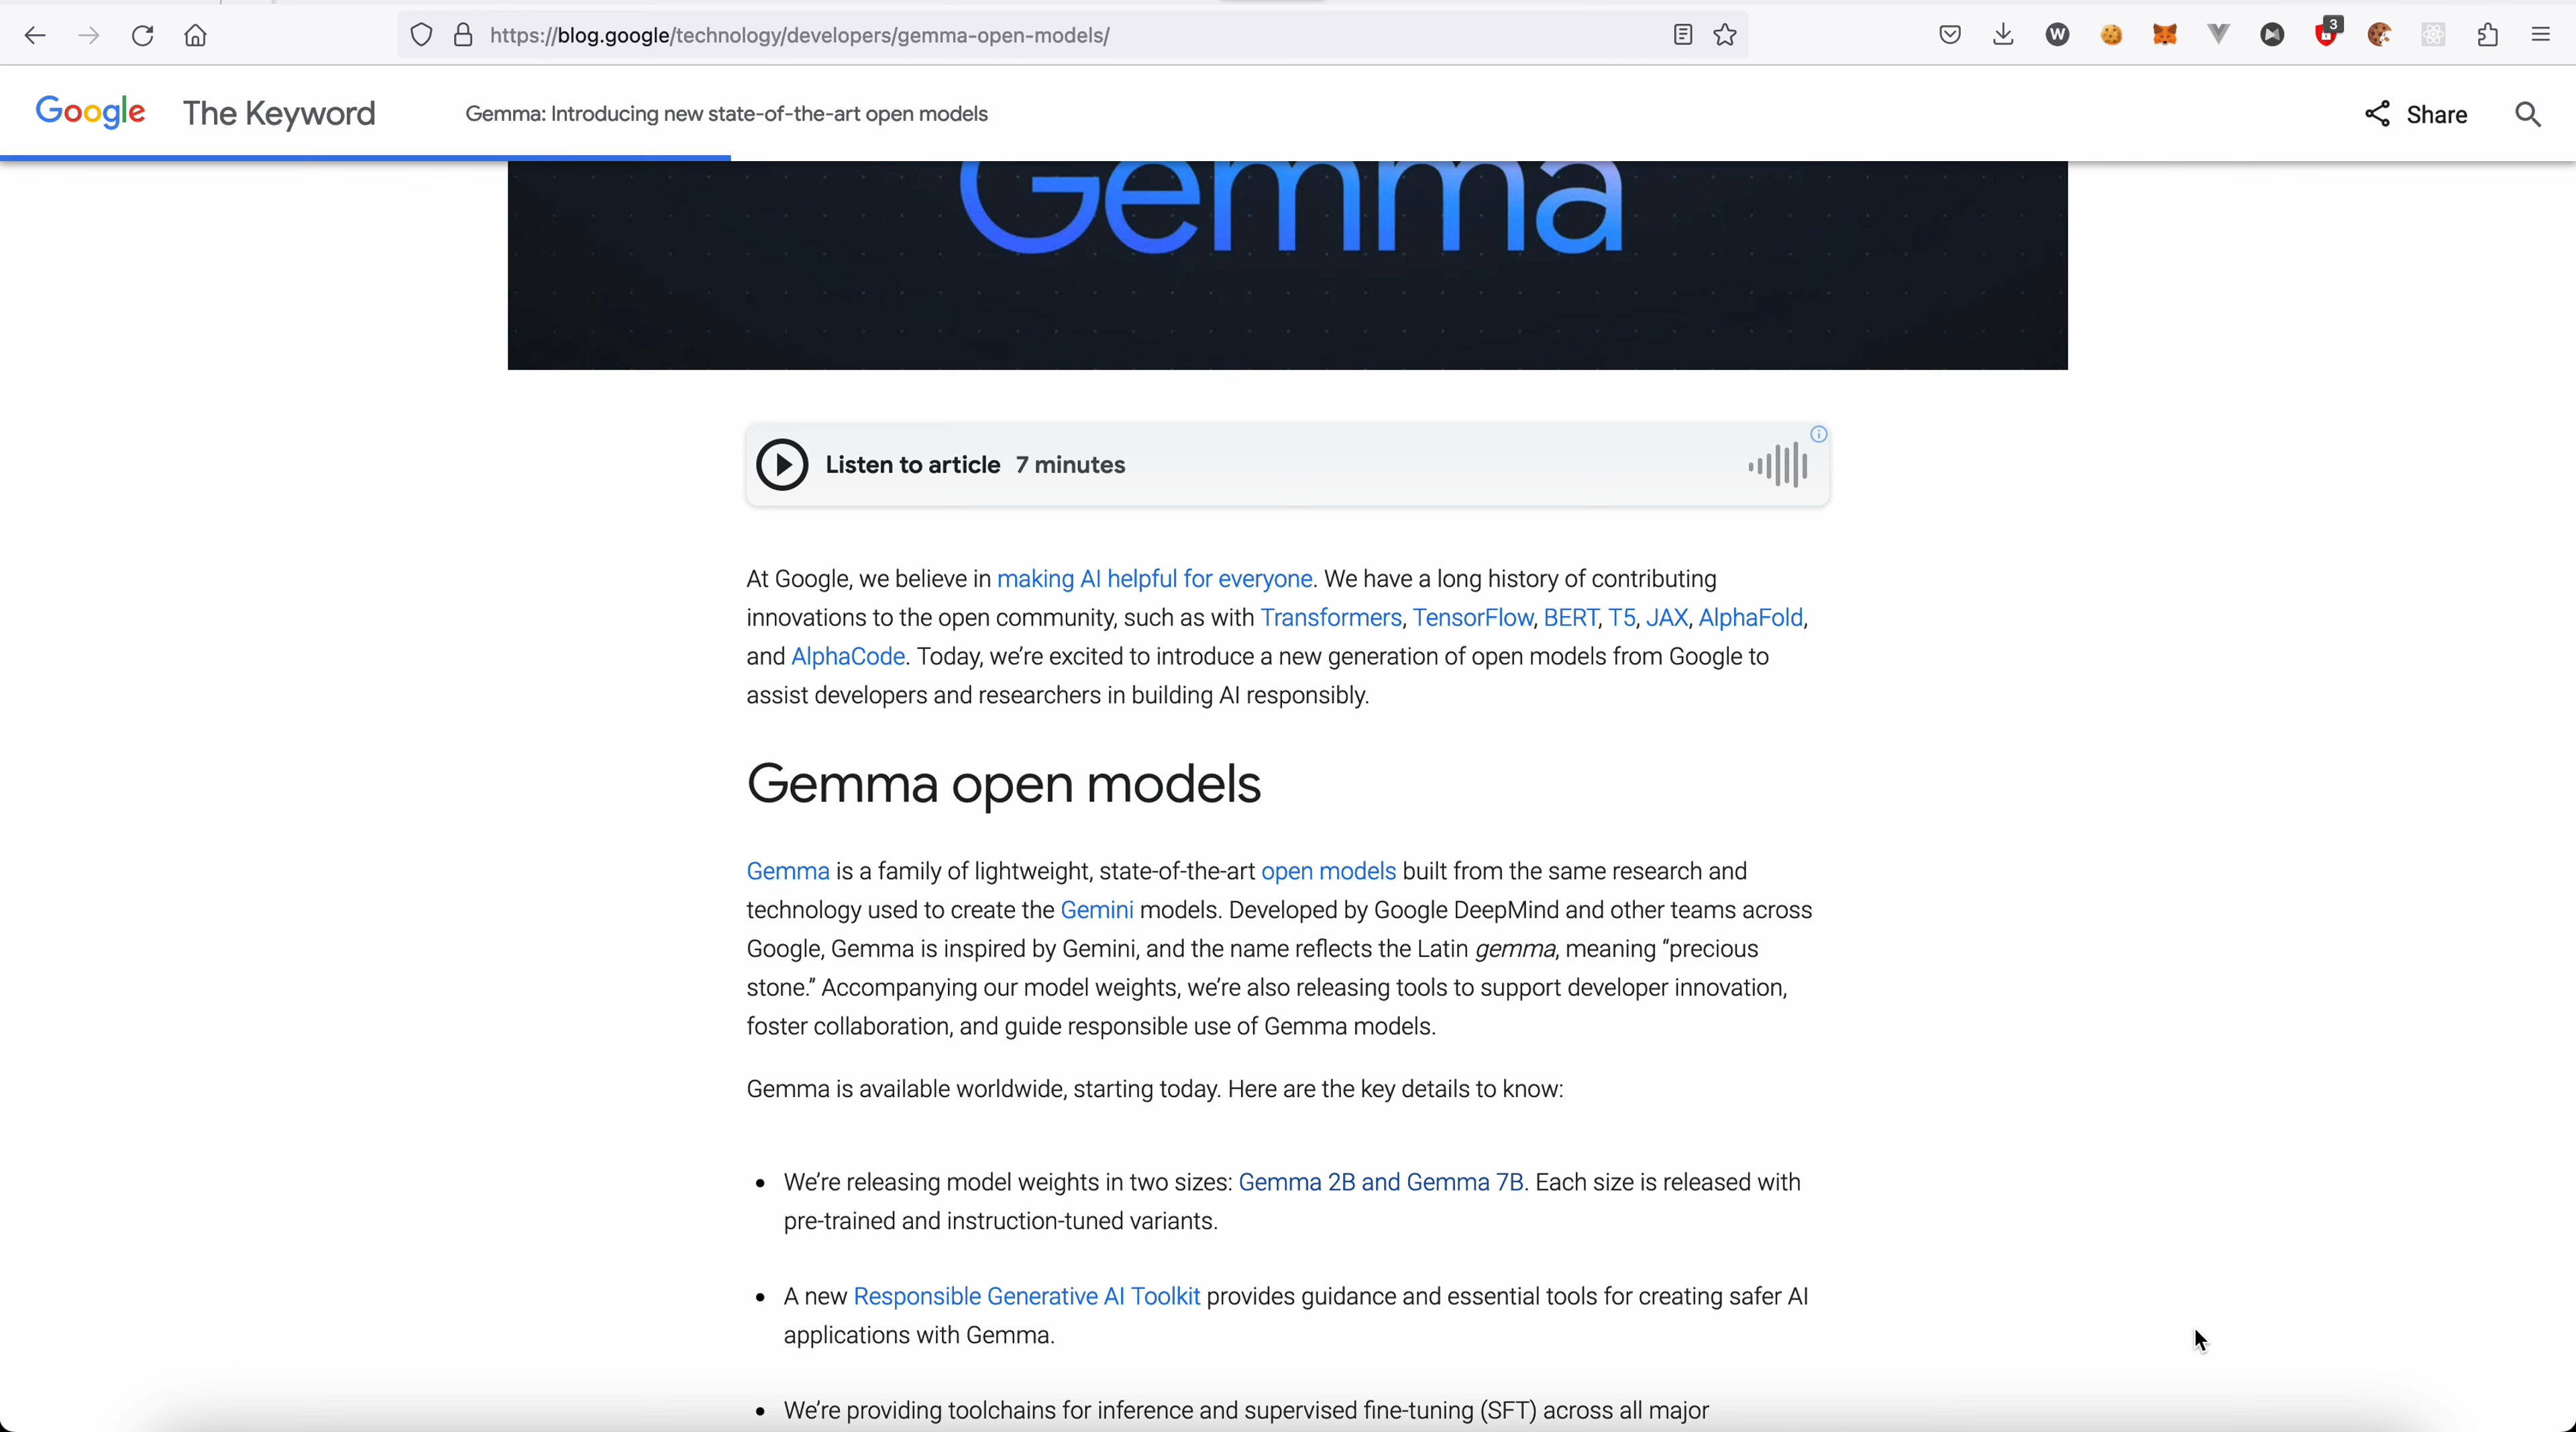 https://blog.google/technology/developers/gemma-open-models/
W
3
Google The Keyword Gemma: Introducing new state-of-the-art open models Share
Gemma
Listen to article 7 minutes
At Google, we believe in making AI helpful for everyone. We have a long history of contributing
innovations to the open community, such as with Transformers, TensorFlow, BERT, T5, JAX, AlphaFold,
and AlphaCode. Today, we’re excited to introduce a new generation of open models from Google to
assist developers and researchers in building AI responsibly.
Gemma open models
Gemma is a family of lightweight, state-of-the-art open models built from the same research and
technology used to create the Gemini models. Developed by Google DeepMind and other teams across
Google, Gemma is inspired by Gemini, and the name reflects the Latin gemma, meaning “precious
stone.” Accompanying our model weights, we’re also releasing tools to support developer innovation,
foster collaboration, and guide responsible use of Gemma models.
Gemma is available worldwide, starting today. Here are the key details to know:
• We’re releasing model weights in two sizes: Gemma 2B and Gemma 7B. Each size is released with
pre-trained and instruction-tuned variants.
• A new Responsible Generative AI Toolkit provides guidance and essential tools for creating safer AI
applications with Gemma.
• We’re providing toolchains for inference and supervised fine-tuning (SFT) across all major